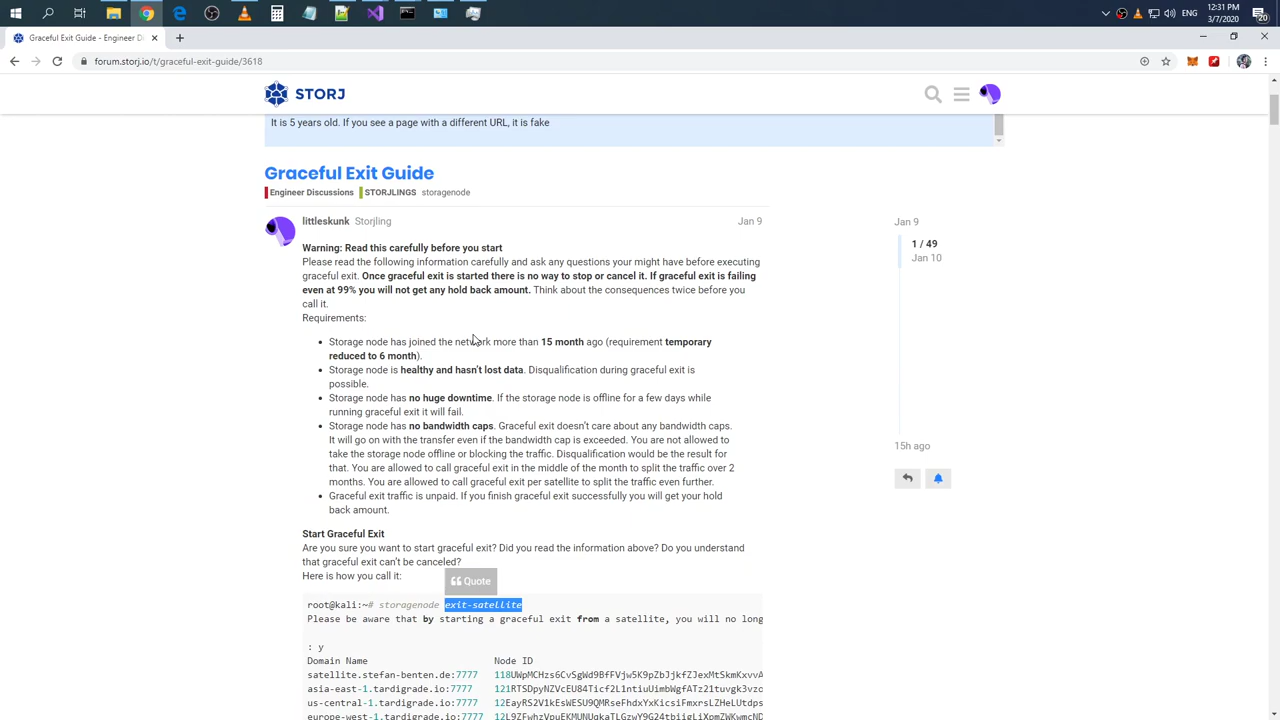 12:31 PM
ENG
3/7/2020
20
Graceful Exit Guide - Engineer D
forum.storj.io/t/graceful-exit-guide/3618
STORJ
It is 5 years old. If you see a page with a different URL, it is fake
Graceful Exit Guide
Engineer Discussions STORJLINGS storagenode
littleskunk Storjling Jan 9
Jan 9
1 / 49
Jan 10
15h ago
Warning: Read this carefully before you start
Please read the following information carefully and ask any questions your might have before executing
graceful exit. Once graceful exit is started there is no way to stop or cancel it. If graceful exit is failing
even at 99% you will not get any hold back amount. Think about the consequences twice before you
call it.
Requirements:
• Storage node has joined the network more than 15 month ago (requirement temporary
reduced to 6 month).
• Storage node is healthy and hasn't lost data. Disqualification during graceful exit is
possible.
• Storage node has no huge downtime. If the storage node is offline for a few days while
running graceful exit it will fail.
• Storage node has no bandwidth caps. Graceful exit doesn't care about any bandwidth caps.
It will go on with the transfer even if the bandwidth cap is exceeded. You are not allowed to
take the storage node offline or blocking the traffic. Disqualification would be the result for
that. You are allowed to call graceful exit in the middle of the month to split the traffic over 2
months. You are allowed to call graceful exit per satellite to split the traffic even further.
• Graceful exit traffic is unpaid. If you finish graceful exit successfully you will get your hold
back amount.
Start Graceful Exit
Are you sure you want to start graceful exit? Did you read the information above? Do you understand
that graceful exit can't be canceled?
Here is how you call it:
Quote
root@kali:~# storagenode exit-satellite
Please be aware that by starting a graceful exit from a satellite, you will no long
: y
Domain Name Node ID
satellite.stefan-benten.de:7777
asia-east-1.tardigrade.io:7777
us-central-1.tardigrade.io:7777
europe-west-1.tardigrade.io:7777